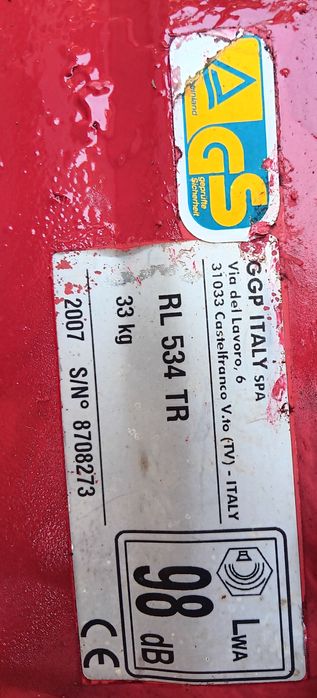 Rheinland
GS
geprüfte
Sicherheit
GGP ITALY SPA
Via del Lavoro, 6
31033 Castelfranco V.to (TV) - ITALY
RL 534 TR
33 kg
2007 S/N° 8708273
LWA
98 dB
CE